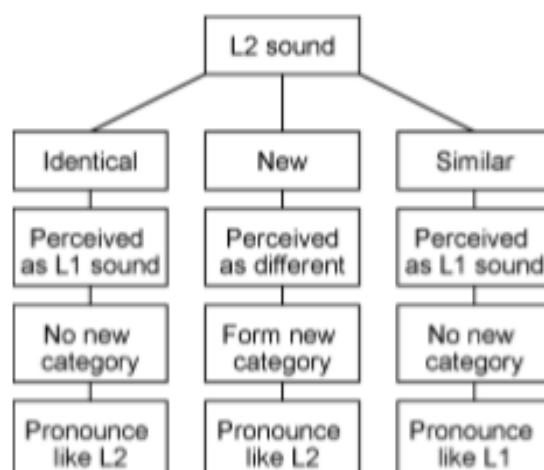 L2 sound
Identical
New
Similar
Perceived
as L1 sound
Perceived
as different
Perceived
as L1 sound
No new
category
Form new
category
No new
category
Pronounce
like L2
Pronounce
like L2
Pronounce
like L1